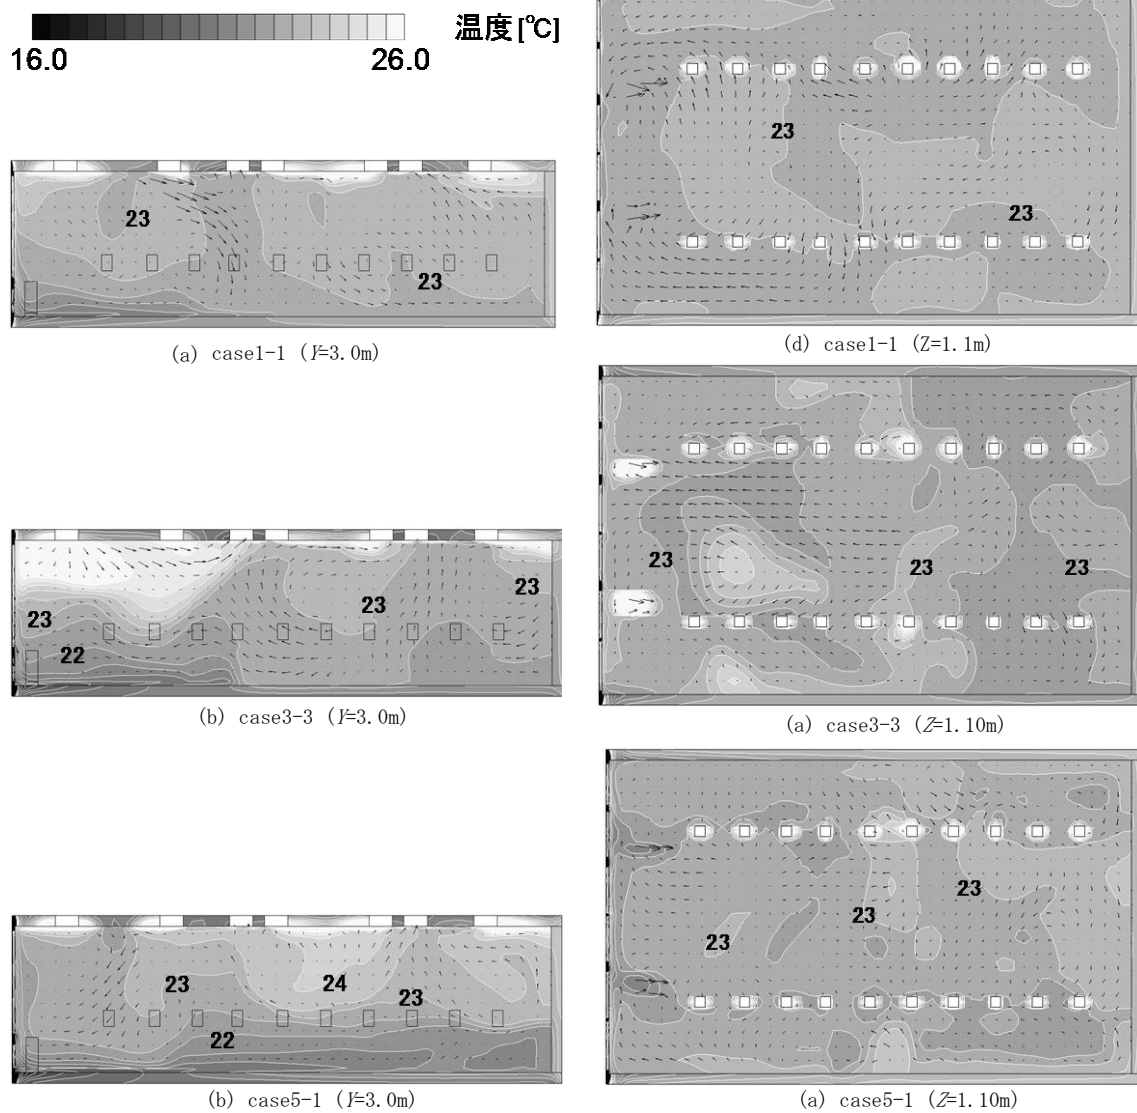 温度[℃]
16.0 26.0
23
23
(a) case1-1 (Y=3.0m)
23
23
(d) case1-1 (Z=1.1m)
23
23
23
22
(b) case3-3 (Y=3.0m)
23
23
23
(a) case3-3 (Z=1.10m)
23
24
23
22
(b) case5-1 (Y=3.0m)
23
23
23
(a) case5-1 (Z=1.10m)